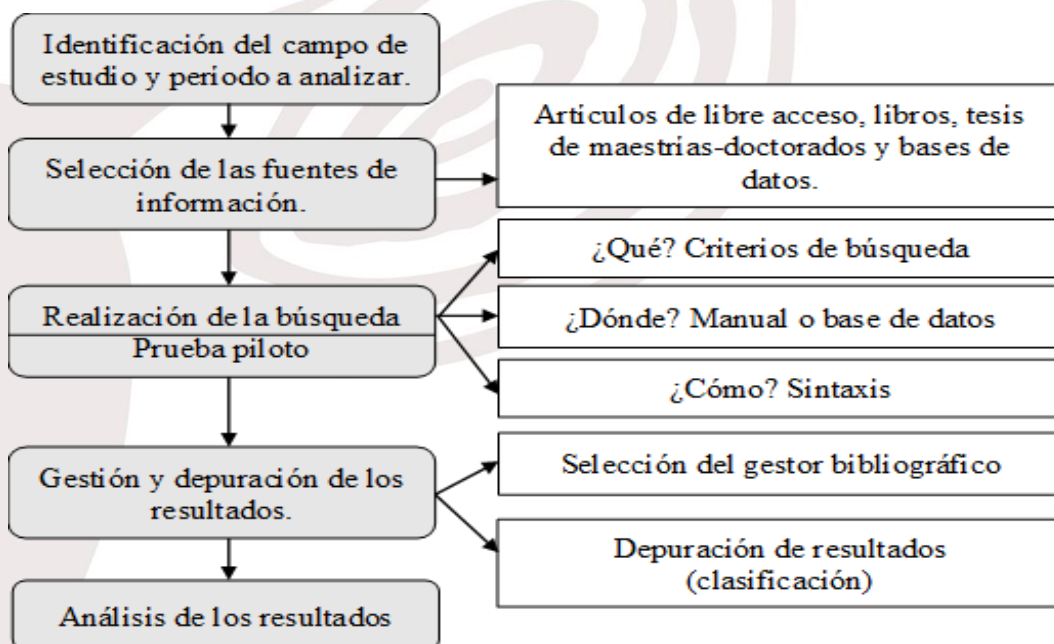 Identificación del campo de
estudio y período a analizar.
Artículos de libre acceso, libros, tesis
de maestrías-doctorados y bases de
datos.
Selección de las fuentes de
información.
¿Qué? Criterios de búsqueda
Realización de la búsqueda
Prueba piloto
¿Dónde? Manual o base de datos
¿Cómo? Sintaxis
Gestión y depuración de los
resultados.
Selección del gestor bibliográfico
Depuración de resultados
(clasificación)
Análisis de los resultados